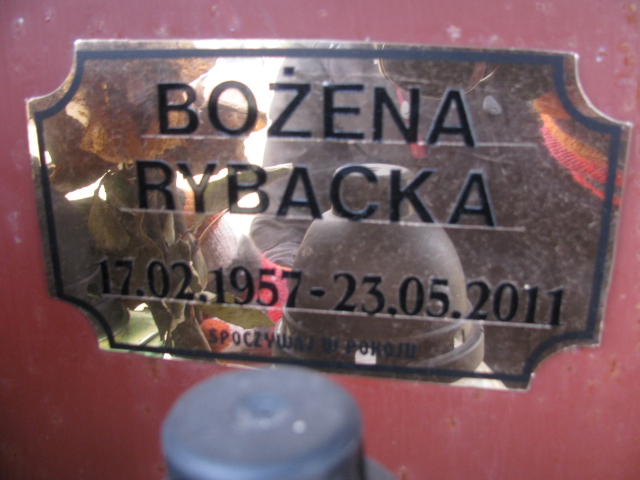 BOŻENA
RYBACKA
17.02.1957-23.05.2011
SPOCZYWAJ W POKOJU